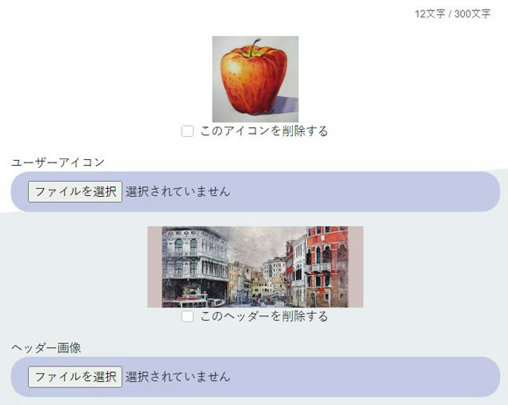 12文字 / 300文字
このアイコンを削除する
ユーザーアイコン
ファイルを選択 選択されていません
このヘッダーを削除する
ヘッダー画像
ファイルを選択 選択されていません